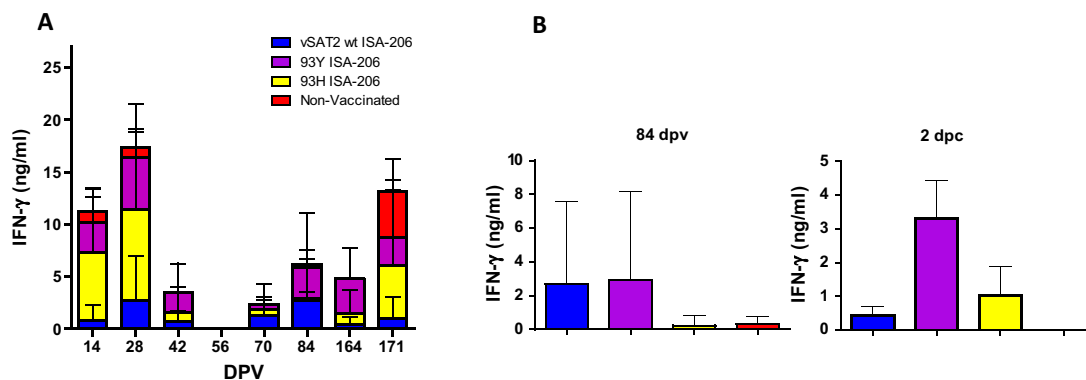 A
B
vSAT2 wt ISA-206
93Y ISA-206
93H ISA-206
Non-Vaccinated
IFN-γ (ng/ml)
25
20
15
10
5
0
14 28 42 56 70 84 164 171
DPV
84 dpv
IFN-γ (ng/ml)
10
8
6
4
2
0
2 dpc
IFN-γ (ng/ml)
5
4
3
2
1
0